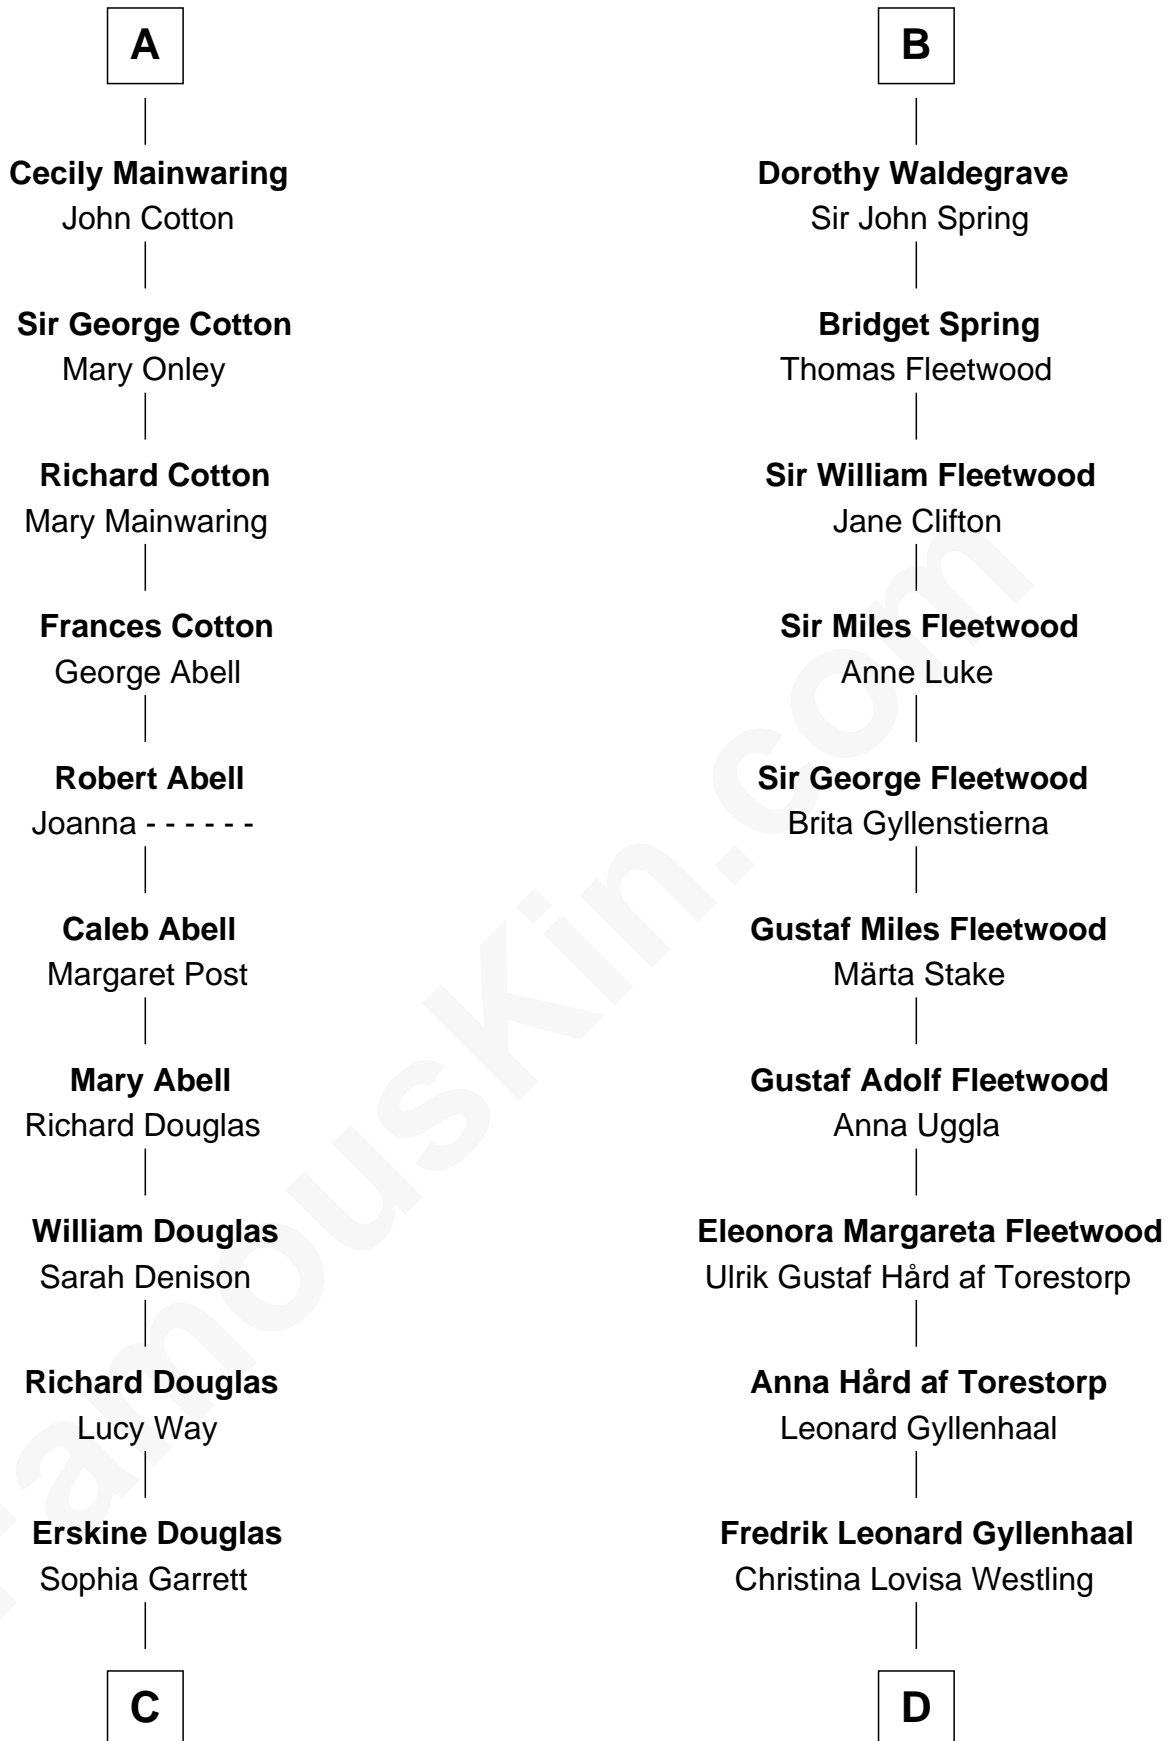 A
Cecily Mainwaring
John Cotton
Sir George Cotton
Mary Onley
Richard Cotton
Mary Mainwaring
Frances Cotton
George Abell
Robert Abell
Joanna - - - - - -
Caleb Abell
Margaret Post
Mary Abell
Richard Douglas
William Douglas
Sarah Denison
Richard Douglas
Lucy Way
Erskine Douglas
Sophia Garrett
C
B
Dorothy Waldegrave
Sir John Spring
Bridget Spring
Thomas Fleetwood
Sir William Fleetwood
Jane Clifton
Sir Miles Fleetwood
Anne Luke
Sir George Fleetwood
Brita Gyllenstierna
Gustaf Miles Fleetwood
Märta Stake
Gustaf Adolf Fleetwood
Anna Uggla
Eleonora Margareta Fleetwood
Ulrik Gustaf Hård af Torestorp
Anna Hård af Torestorp
Leonard Gyllenhaal
Fredrik Leonard Gyllenhaal
Christina Lovisa Westling
D
FamousKin.com